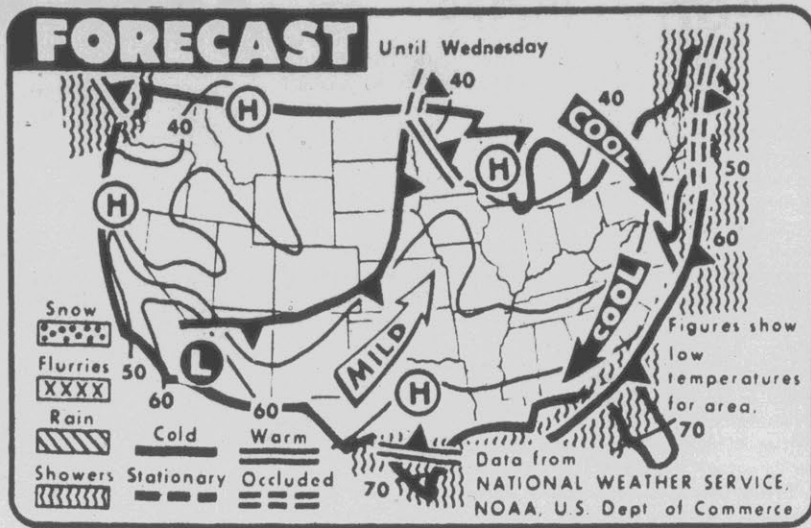 FORECAST
Until Wednesday
40
40
40
H
H
H
COOL
50
60
COOL
MILD
L
H
Snow
Flurries
XXXX
Rain
Showers
50
60
60
70
70
Cold
Warm
Stationary
Occluded
Figures show
low
temperatures
for area.
Data from
NATIONAL WEATHER SERVICE,
NOAA, U.S. Dept of Commerce